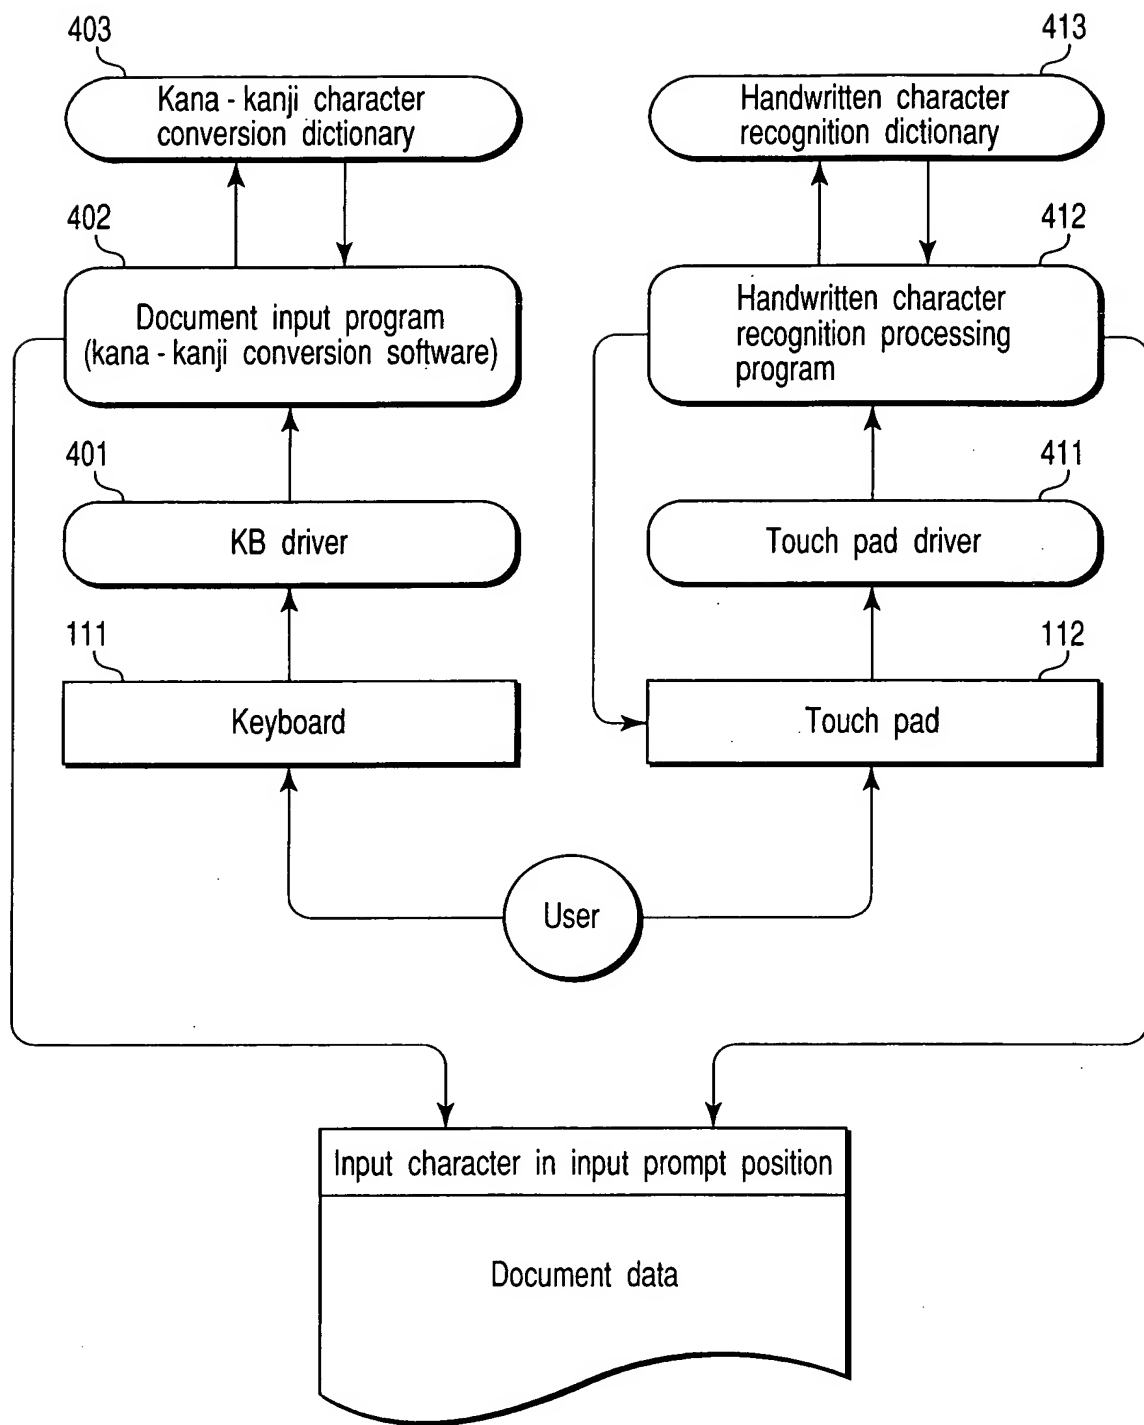 403
Kana - kanji character
conversion dictionary
413
Handwritten character
recognition dictionary
402
Document input program
(kana - kanji conversion software)
412
Handwritten character
recognition processing
program
401
KB driver
411
Touch pad driver
111
Keyboard
112
Touch pad
User
Input character in input prompt position
Document data